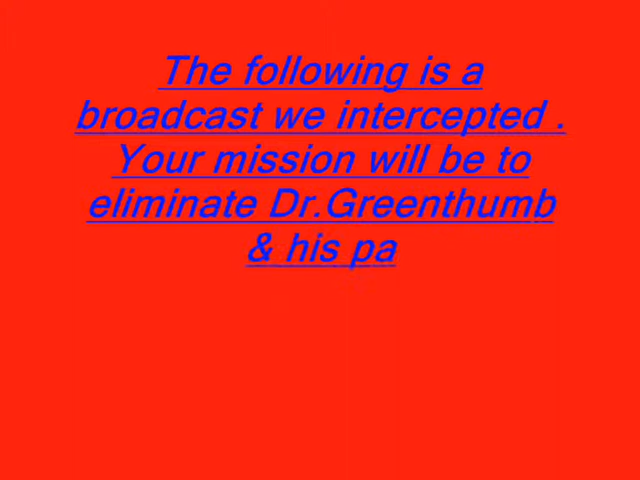 The following is a
broadcast we intercepted .
Your mission will be to
eliminate Dr.Greenthumb
& his pa